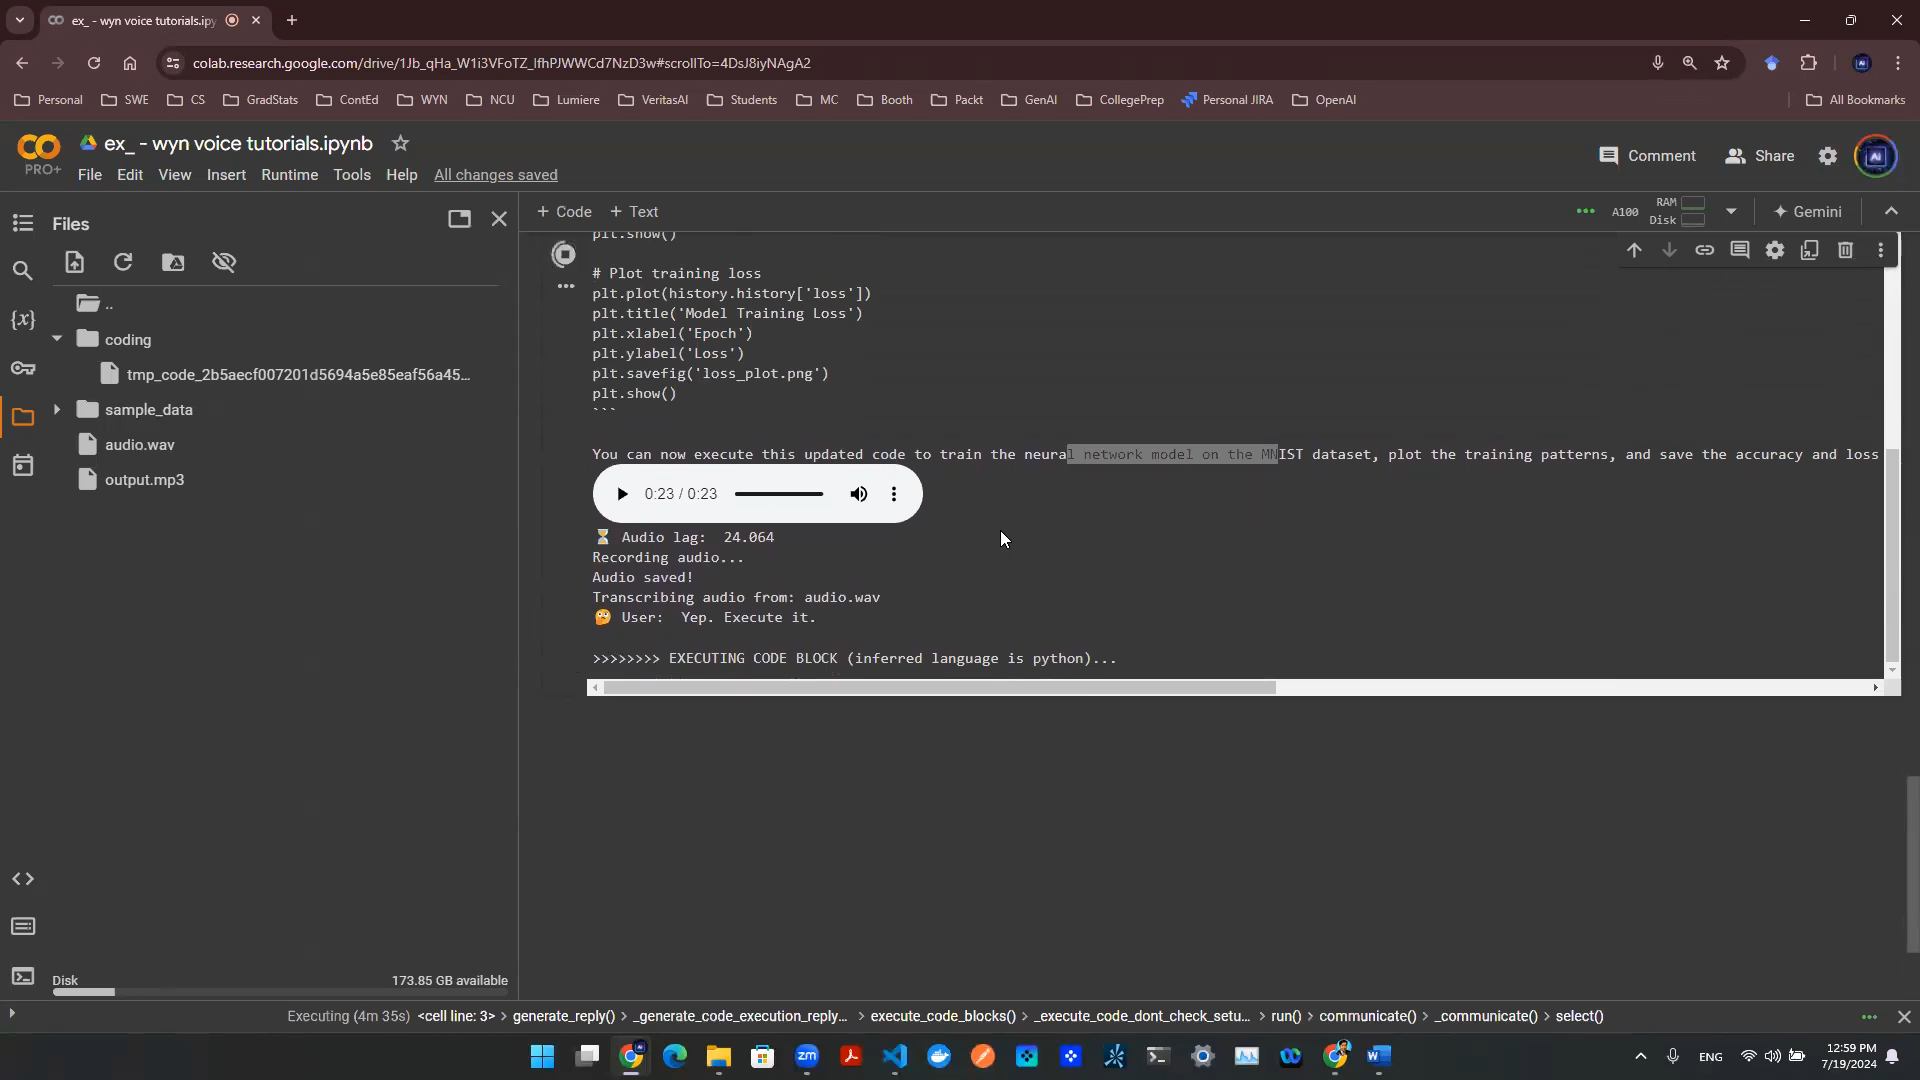 ex_ - wyn voice tutorials.ipy
colab.research.google.com/drive/1Jb_qHa_W1i3VFoTZ_lfhPJWWCd7NzD3w#scrollTo=4DsJ8iyNAgA2
Personal SWE CS GradStats ContEd WYN NCU Lumiere VeritasAI Students MC Booth Packt GenAI CollegePrep Personal JIRA OpenAI All Bookmarks
CO PRO+
ex_ - wyn voice tutorials.ipynb
Comment Share
File Edit View Insert Runtime Tools Help All changes saved
Files
+ Code + Text
A100 RAM Disk Gemini
..
coding
tmp_code_2b5aecf007201d5694a5e85eaf56a45...
sample_data
audio.wav
output.mp3
{x}
plt.show()
# Plot training loss
plt.plot(history.history['loss'])
plt.title('Model Training Loss')
plt.xlabel('Epoch')
plt.ylabel('Loss')
plt.savefig('loss_plot.png')
plt.show()
```
You can now execute this updated code to train the neural network model on the MNIST dataset, plot the training patterns, and save the accuracy and loss
0:23 / 0:23
Audio lag:  24.064
Recording audio...
Audio saved!
Transcribing audio from: audio.wav
User:  Yep. Execute it.
>>>>>>>> EXECUTING CODE BLOCK (inferred language is python)...
Disk 173.85 GB available
Executing (4m 35s) <cell line: 3> > generate_reply() > _generate_code_execution_reply... > execute_code_blocks() > _execute_code_dont_check_setu... > run() > communicate() > _communicate() > select()
ENG
12:59 PM
7/19/2024